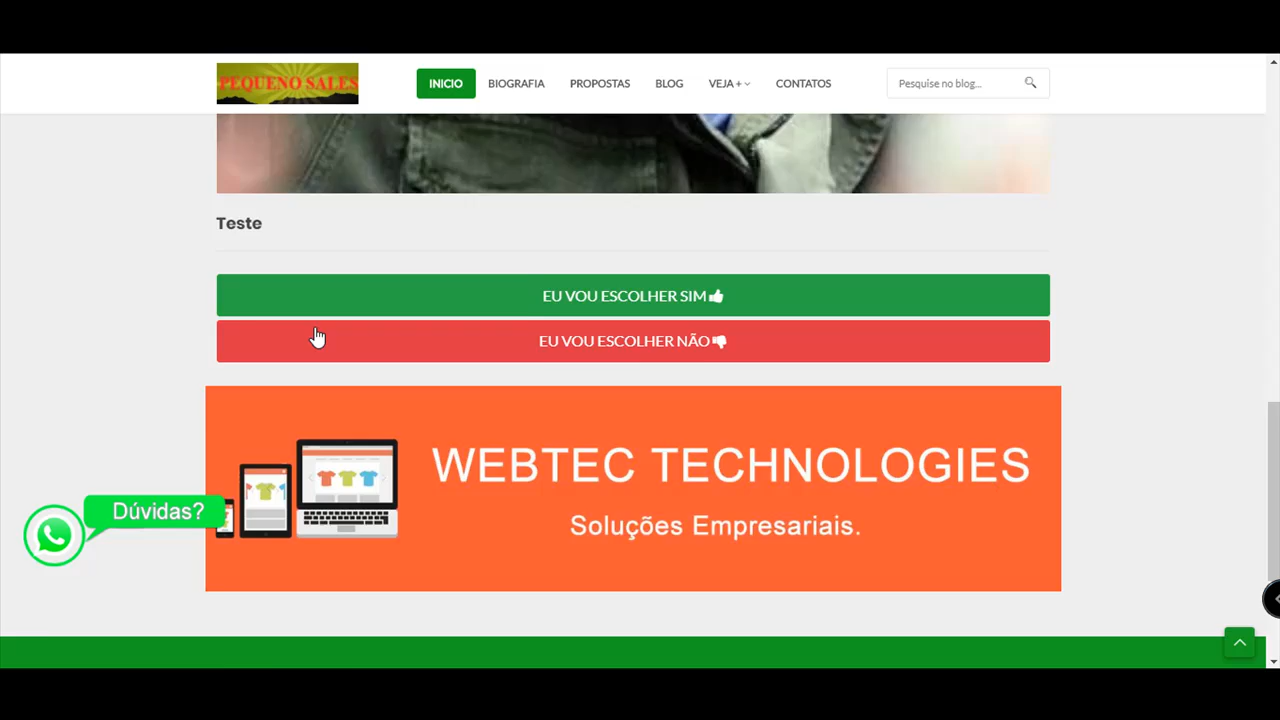 PEQUENO SALES
INICIO
BIOGRAFIA
PROPOSTAS
BLOG
VEJA +
CONTATOS
Pesquise no blog...
Teste
EU VOU ESCOLHER SIM
EU VOU ESCOLHER NÃO
WEBTEC TECHNOLOGIES
Soluções Empresariais.
Dúvidas?